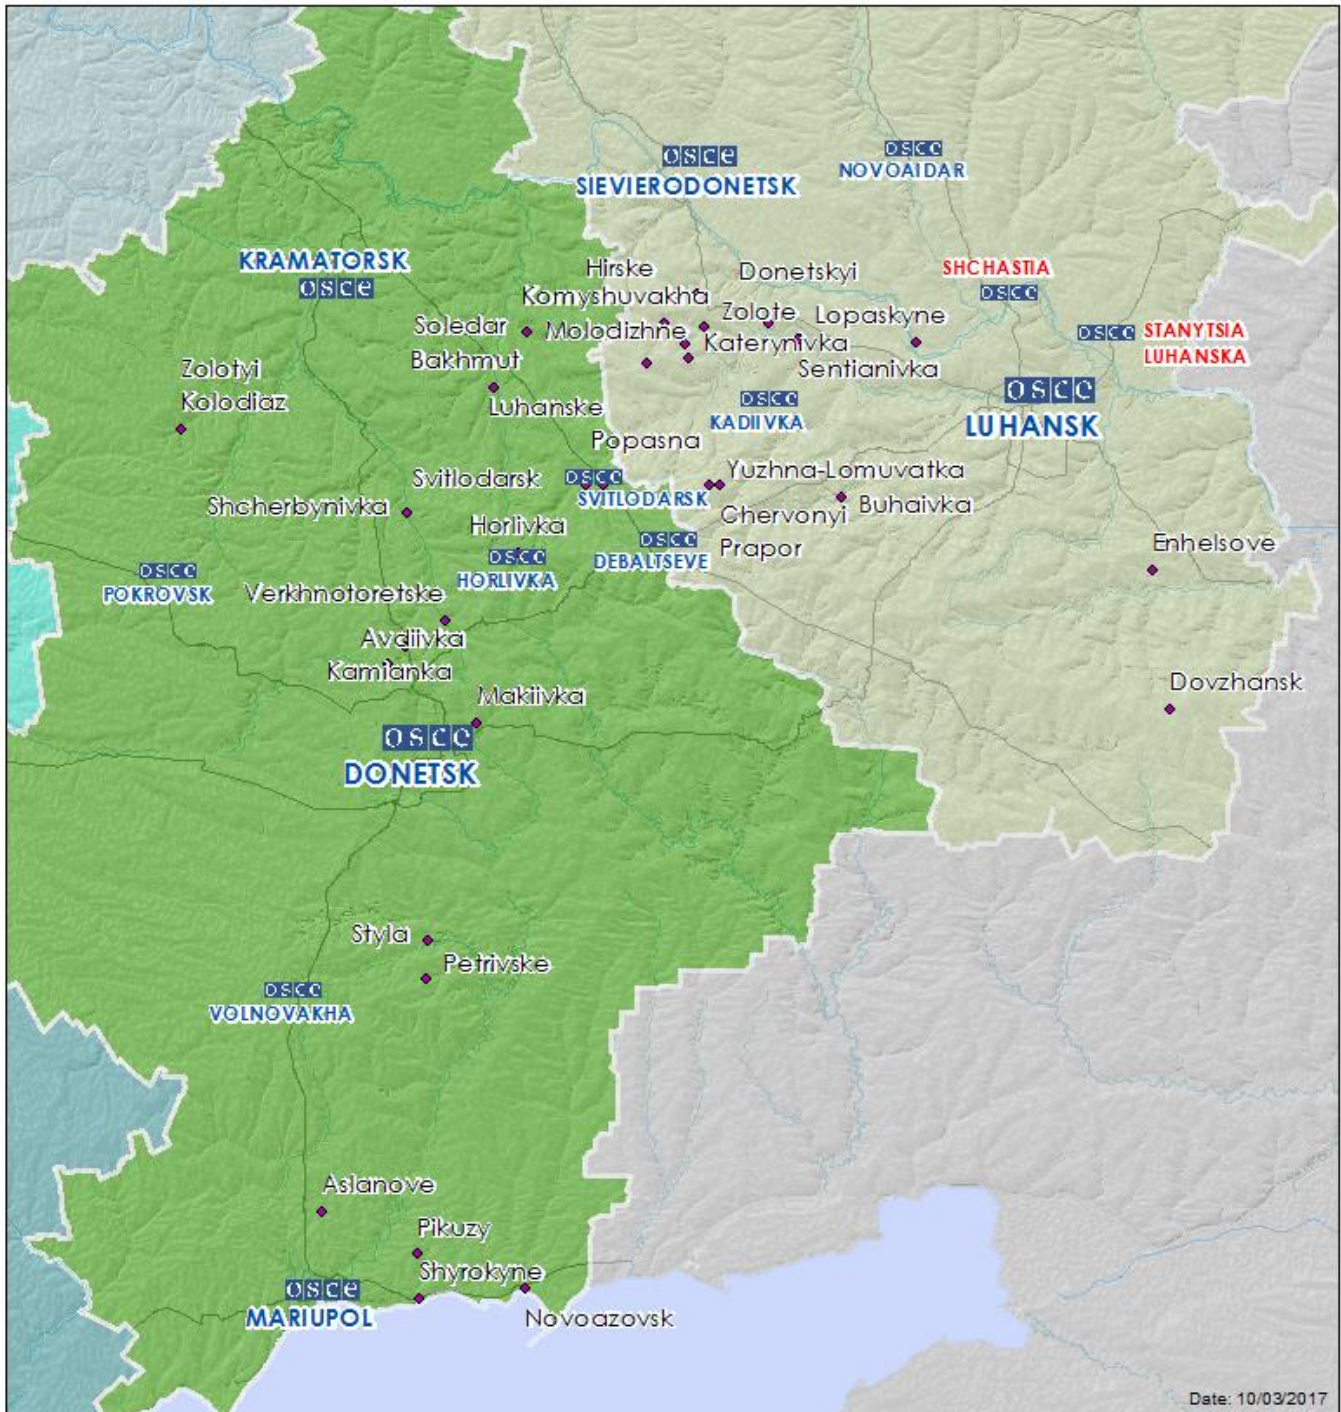 osce
SIEVIERODONETSK
osce
NOVOAIDAR
KRAMATORSK
osce
Hirske
Donetskyi
SHCHASTIA
osce
Komyshuvakha
Soledar
Molodizhne
Zolote
Lopaskyne
osce
STANYTSIA
LUHANSKA
Katerynivka
Bakhmut
Sentianivka
Zolotyi
Kolodiaz
Luhanske
osce
KADIIVKA
osce
LUHANSK
Popasna
Svitlodarsk
osce
SVITLODARSK
Yuzhna-Lomuvatka
Shcherbynivka
Buhaivka
Chervonyi
Prapor
Horlivka
osce
HORLIVKA
osce
DEBALTSEVE
Enhelsove
osce
POKROVSK
Verkhnotoretske
Avdiivka
Kamianka
Makiivka
Dovzhansk
osce
DONETSK
Styla
Petrivske
osce
VOLNOVAKHA
Aslanove
Pikuzy
Shyrokyne
osce
MARIUPOL
Novoazovsk
Date: 10/03/2017